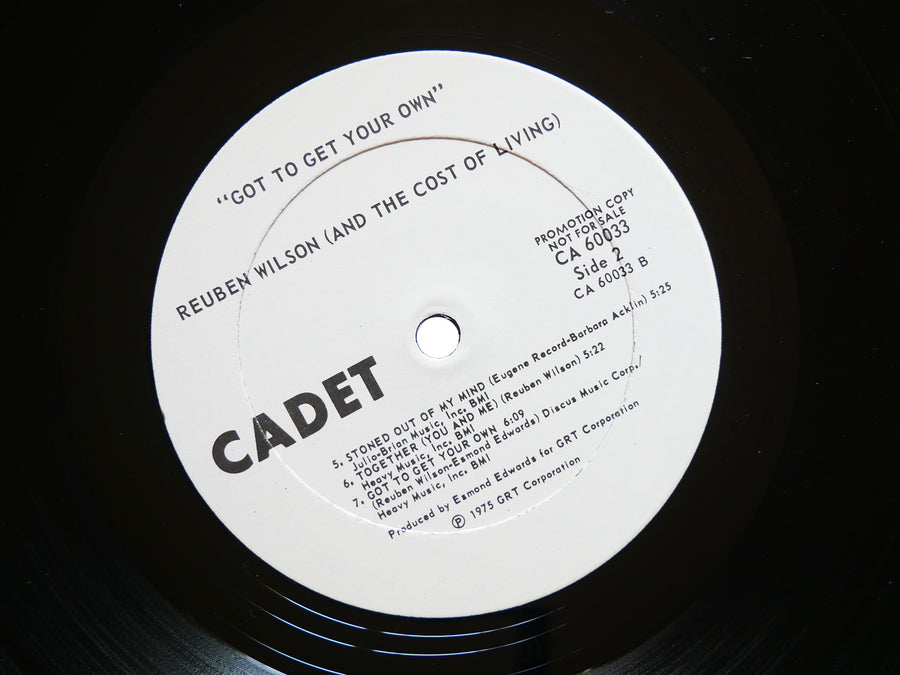 "GOT TO GET YOUR OWN"
REUBEN WILSON (AND THE COST OF LIVING)
PROMOTION COPY
NOT FOR SALE
CA 60033
Side 2
CA 60033 B
CADET
5. STONED OUT OF MY MIND (Eugene Record-Barbara Acklin) 5:25
Julio-Brian Music, Inc. BMI
6. TOGETHER (YOU AND ME) (Reuben Wilson) 5:22
Heavy Music, Inc. BMI
7. GOT TO GET YOUR OWN 6:09
(Reuben Wilson-Esmond Edwards) Discus Music Corp./
Heavy Music, Inc. BMI
Produced by Esmond Edwards for GRT Corporation
Ⓟ 1975 GRT Corporation